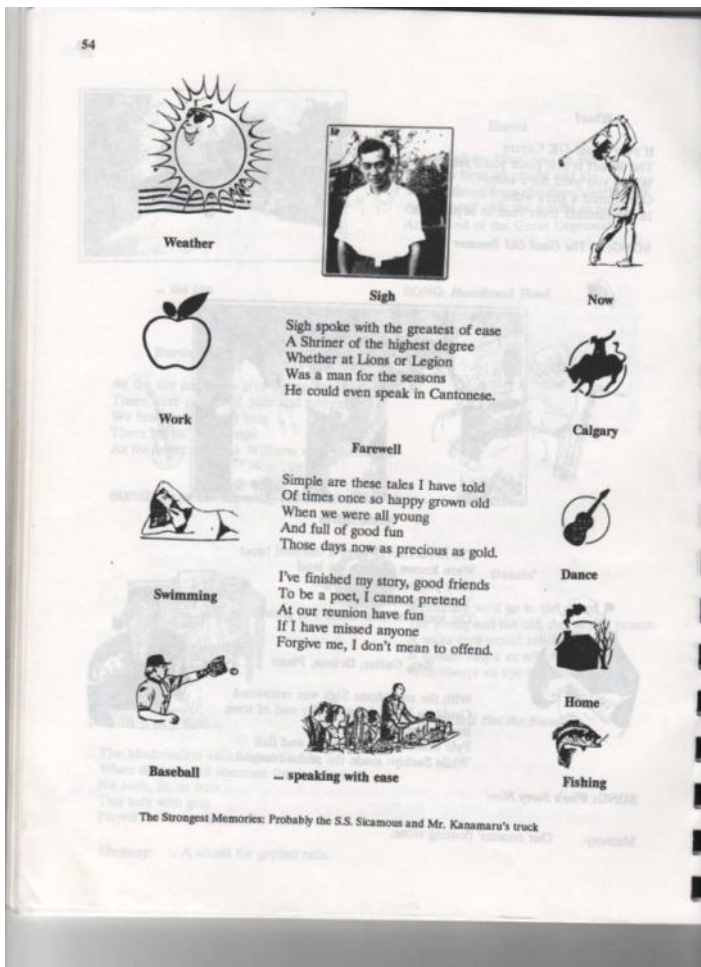 54
Weather
Sigh
Now
Sigh spoke with the greatest of ease
A Shriner of the highest degree
Whether at Lions or Legion
Was a man for the seasons
He could even speak in Cantonese.
Work
Calgary
Farewell
Simple are these tales I have told
Of times once so happy grown old
When we were all young
And full of good fun
Those days now as precious as gold.
Swimming
Dance
I've finished my story, good friends
To be a poet, I cannot pretend
At our reunion have fun
If I have missed anyone
Forgive me, I don't mean to offend.
Home
Baseball
... speaking with ease
Fishing
The Strongest Memories: Probably the S.S. Sicamous and Mr. Kanamaru's truck